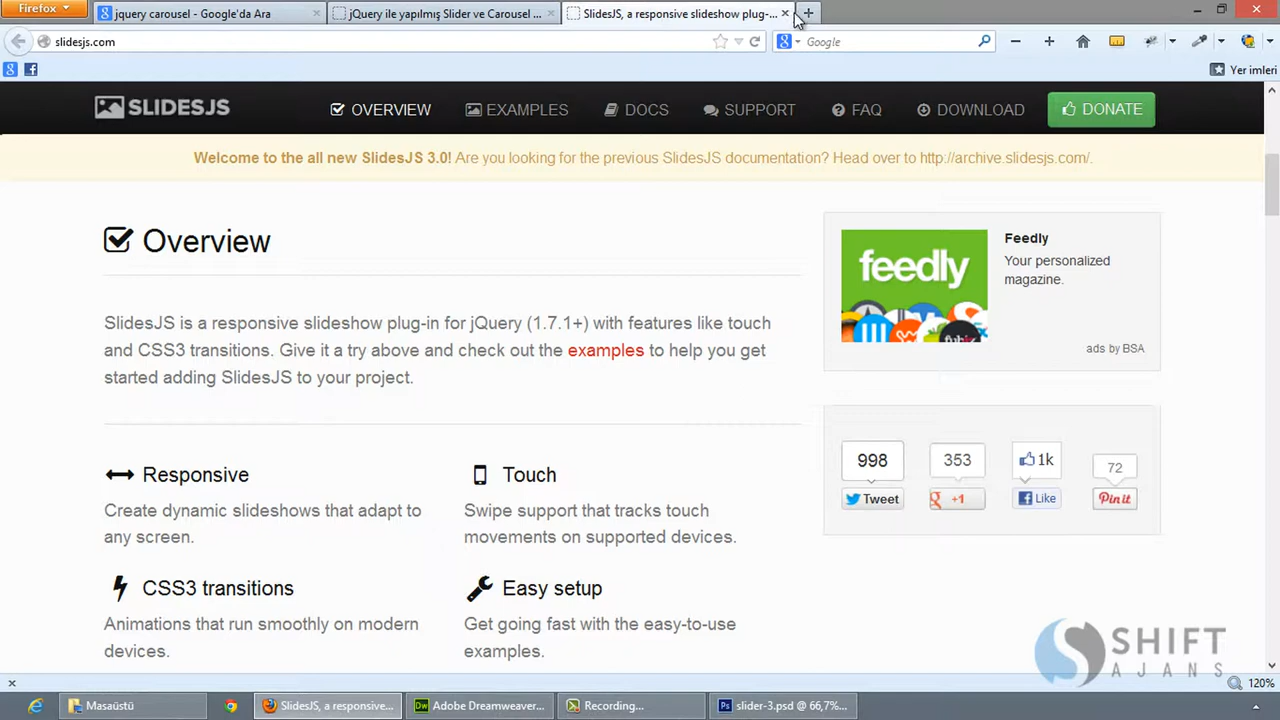 Firefox
jquery carousel - Google'da Ara
jQuery ile yapılmış Slider ve Carousel ...
SlidesJS, a responsive slideshow plug-...
slidesjs.com
Google
Yer imleri
SLIDESJS
OVERVIEW
EXAMPLES
DOCS
SUPPORT
FAQ
DOWNLOAD
DONATE
Welcome to the all new SlidesJS 3.0! Are you looking for the previous SlidesJS documentation? Head over to http://archive.slidesjs.com/.
Overview
SlidesJS is a responsive slideshow plug-in for jQuery (1.7.1+) with features like touch
and CSS3 transitions. Give it a try above and check out the examples to help you get
started adding SlidesJS to your project.
Responsive
Create dynamic slideshows that adapt to
any screen.
Touch
Swipe support that tracks touch
movements on supported devices.
CSS3 transitions
Animations that run smoothly on modern
devices.
Easy setup
Get going fast with the easy-to-use
examples.
feedly
Feedly
Your personalized
magazine.
ads by BSA
998
353
1k
72
Tweet
+1
Like
Pin it
SHIFT
AJANS
120%
Masaüstü
SlidesJS, a responsive...
Dw
Adobe Dreamweaver...
Recording...
Ps
slider-3.psd @ 66,7%...